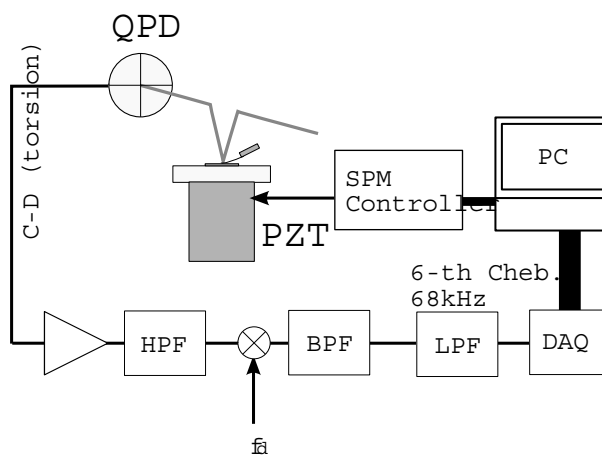 QPD
C-D (torsion)
PC
SPM
Controller
PZT
6-th Cheb.
68kHz
HPF
BPF
LPF
DAQ